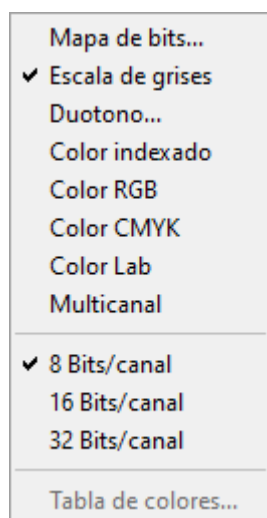 Mapa de bits...
Escala de grises
Duotono...
Color indexado
Color RGB
Color CMYK
Color Lab
Multicanal
8 Bits/canal
16 Bits/canal
32 Bits/canal
Tabla de colores...